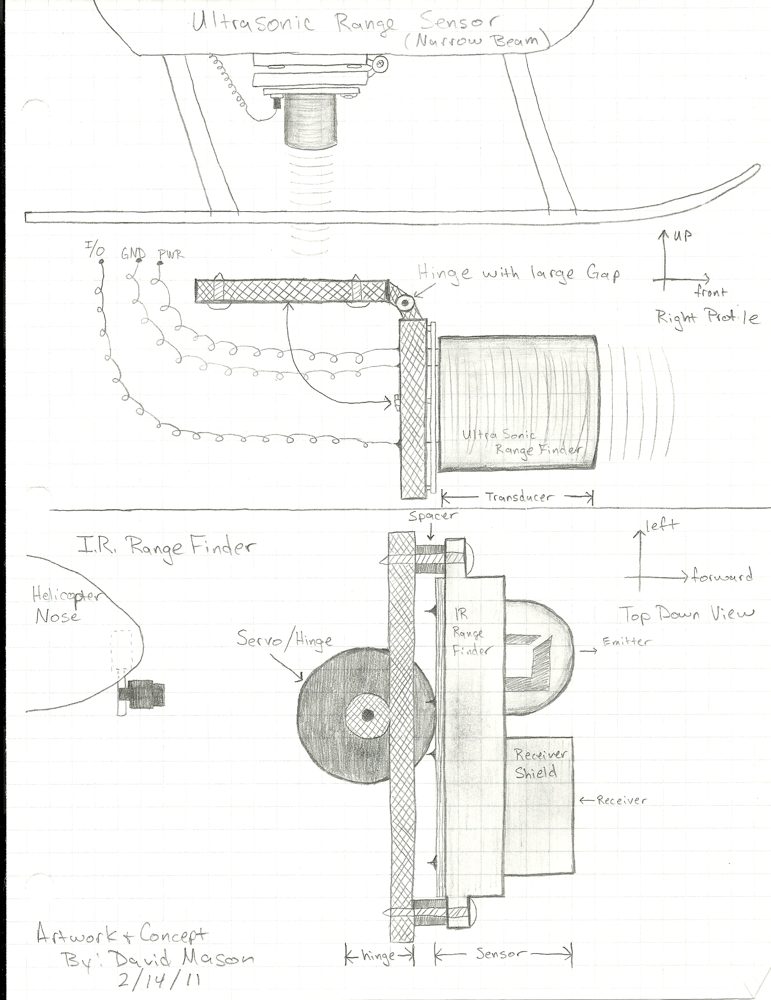 Ultrasonic Range Sensor
(Narrow Beam)
I/O GND PWR
UP
front
Right Profile
Hinge with large Gap
Ultra Sonic
Range Finder
Transducer
Spacer
I.R. Range Finder
left
forward
Top Down View
Helicopter
Nose
Servo/Hinge
IR
Range
Finder
Emitter
Receiver
Shield
Receiver
Artwork & Concept
By: David Mason
2/14/11
hinge
Sensor